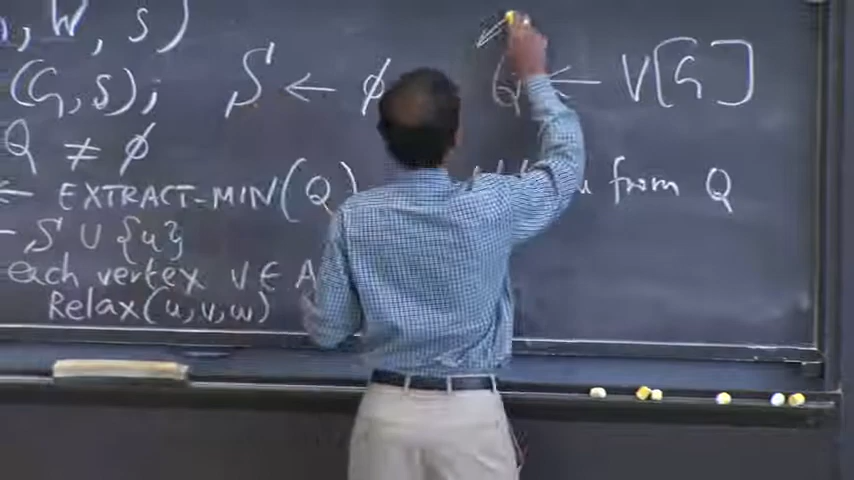 , W, s)
(G, s); S ← φ Q ← V[G]
Q ≠ φ
← EXTRACT-MIN(Q) from Q
← S ∪ {u}
each vertex v ∈ A
Relax(u, v, w)